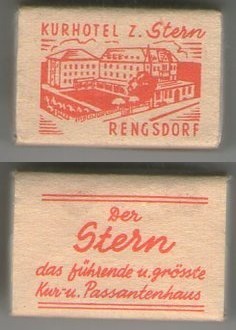 KURHOTEL Z. Stern
RENGSDORF
Der
Stern
das führende u. grösste
Kur-u. Passantenhaus